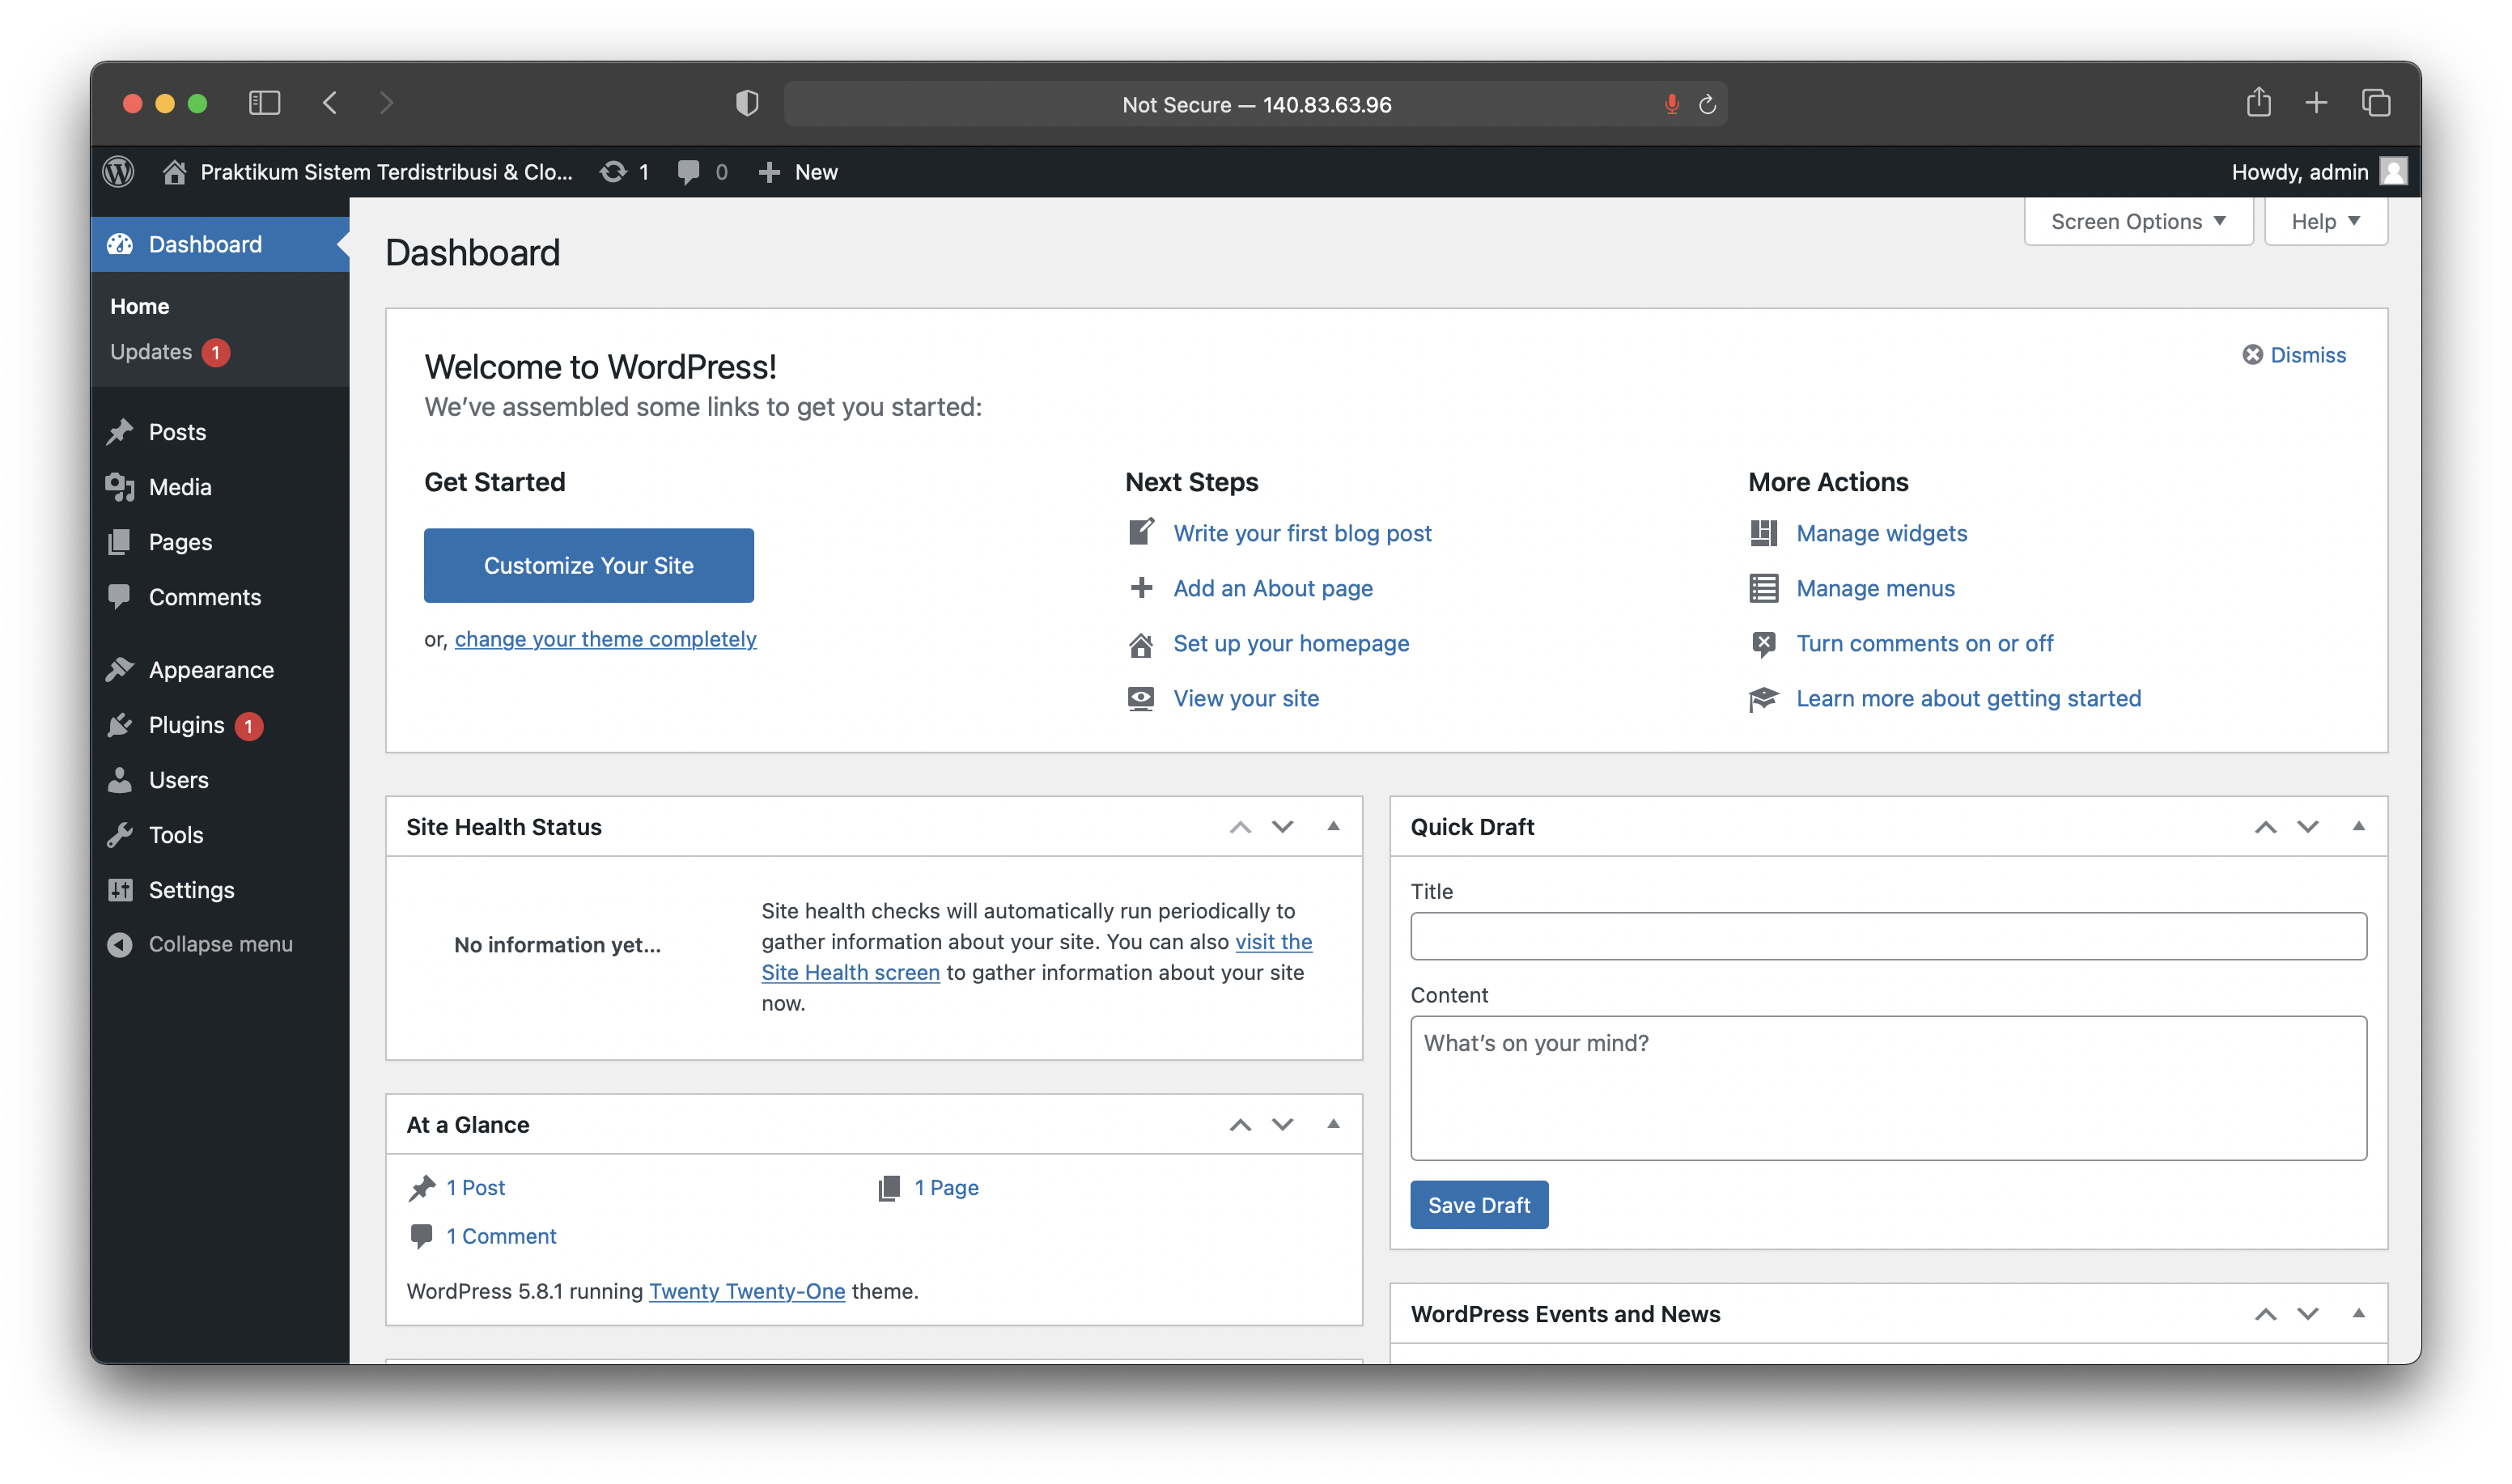 Not Secure — 140.83.63.96
Praktikum Sistem Terdistribusi & Clo... 1 0 New
Howdy, admin
Dashboard
Home
Updates 1
Posts
Media
Pages
Comments
Appearance
Plugins 1
Users
Tools
Settings
Collapse menu
Screen Options
Help
Dashboard
Welcome to WordPress!
We’ve assembled some links to get you started:
Dismiss
Get Started
Customize Your Site
or, change your theme completely
Next Steps
Write your first blog post
Add an About page
Set up your homepage
View your site
More Actions
Manage widgets
Manage menus
Turn comments on or off
Learn more about getting started
Site Health Status
No information yet...
Site health checks will automatically run periodically to
gather information about your site. You can also visit the
Site Health screen to gather information about your site
now.
At a Glance
1 Post
1 Page
1 Comment
WordPress 5.8.1 running Twenty Twenty-One theme.
Quick Draft
Title
Content
What’s on your mind?
Save Draft
WordPress Events and News